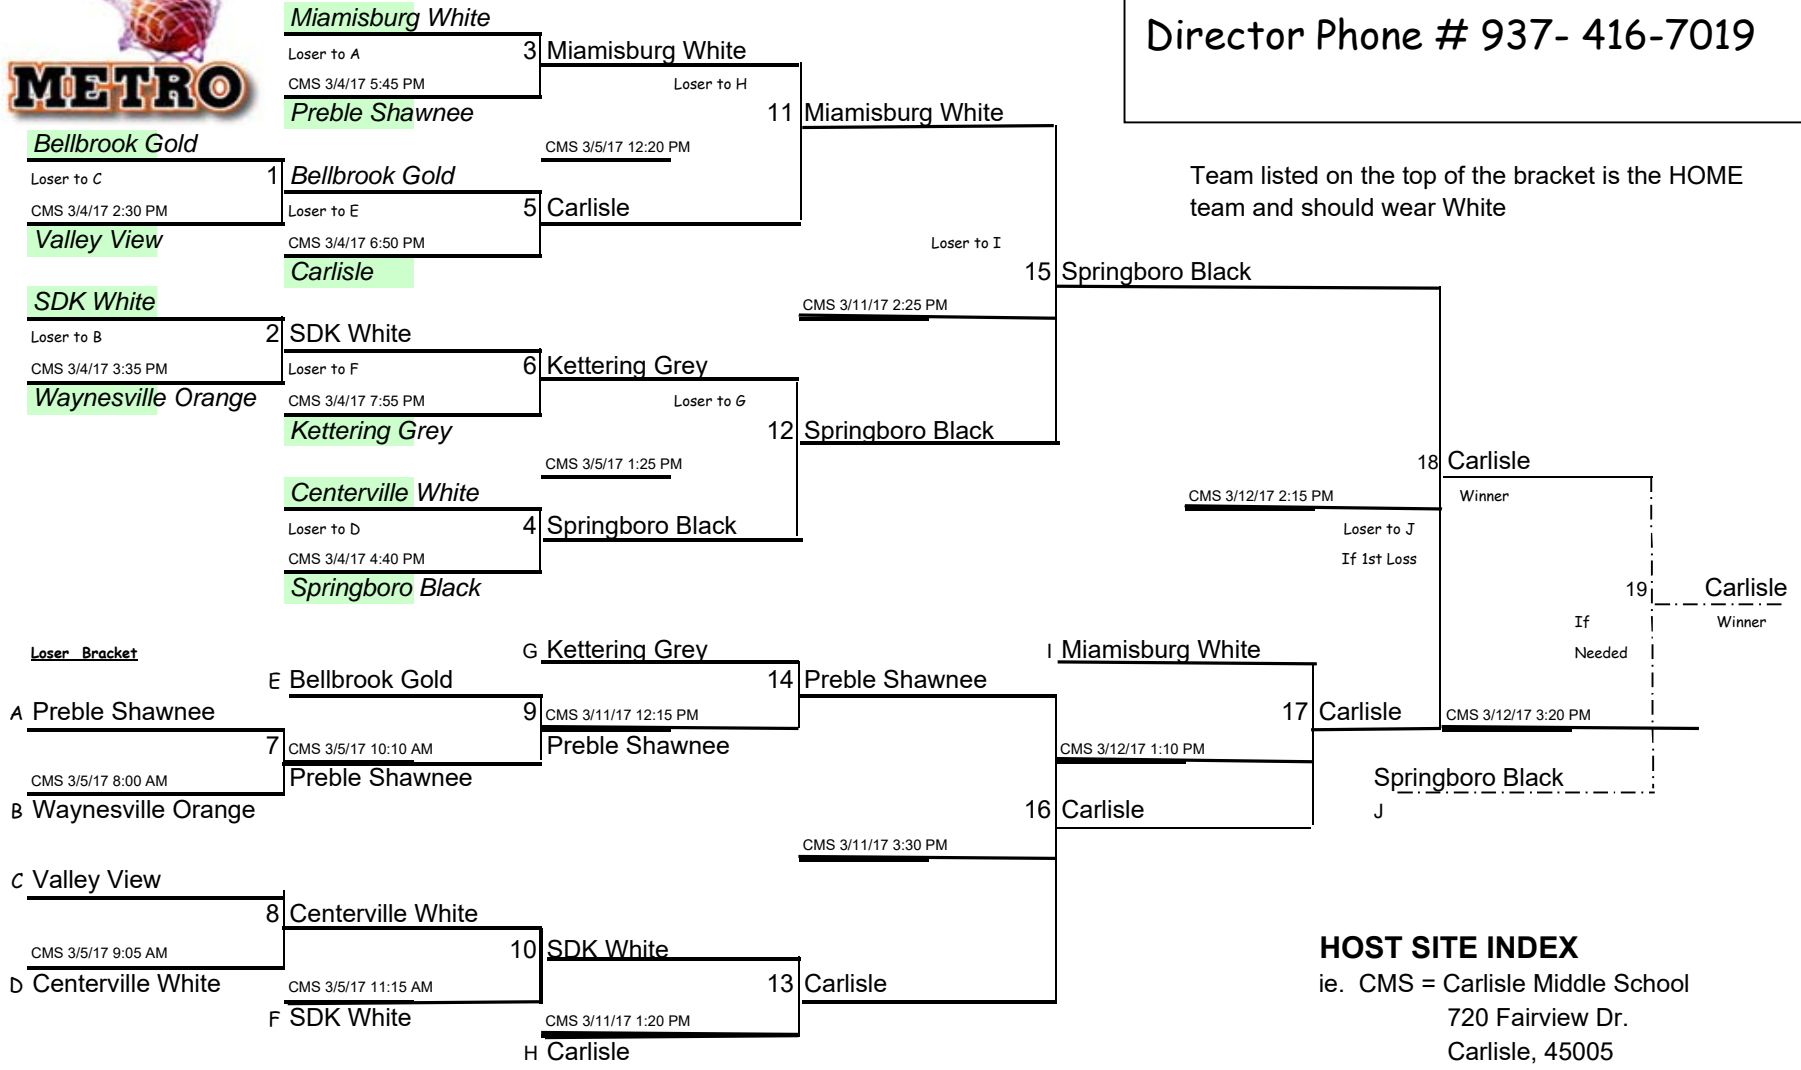 METRO
Director Phone # 937- 416-7019
Team listed on the top of the bracket is the HOME
team and should wear White
Miamisburg White
Loser to A
3
CMS 3/4/17 5:45 PM
Preble Shawnee
Miamisburg White
Loser to H
11
Miamisburg White
CMS 3/5/17 12:20 PM
Bellbrook Gold
Loser to C
1
CMS 3/4/17 2:30 PM
Valley View
Bellbrook Gold
Loser to E
5
CMS 3/4/17 6:50 PM
Carlisle
Carlisle
Loser to I
15
Springboro Black
CMS 3/11/17 2:25 PM
SDK White
Loser to B
2
CMS 3/4/17 3:35 PM
Waynesville Orange
SDK White
Loser to F
6
CMS 3/4/17 7:55 PM
Kettering Grey
Kettering Grey
Loser to G
12
Springboro Black
CMS 3/5/17 1:25 PM
Centerville White
Loser to D
4
CMS 3/4/17 4:40 PM
Springboro Black
Springboro Black
18
Carlisle
Winner
CMS 3/12/17 2:15 PM
Loser to J
If 1st Loss
19
Carlisle
If
Needed
Winner
Loser Bracket
G Kettering Grey
I Miamisburg White
E Bellbrook Gold
14
Preble Shawnee
A Preble Shawnee
9
CMS 3/11/17 12:15 PM
17
Carlisle
CMS 3/12/17 3:20 PM
7
CMS 3/5/17 10:10 AM
Preble Shawnee
CMS 3/12/17 1:10 PM
CMS 3/5/17 8:00 AM
Preble Shawnee
Springboro Black
B Waynesville Orange
16
Carlisle
J
CMS 3/11/17 3:30 PM
C Valley View
8
Centerville White
CMS 3/5/17 9:05 AM
10
SDK White
D Centerville White
CMS 3/5/17 11:15 AM
13
Carlisle
F SDK White
CMS 3/11/17 1:20 PM
H Carlisle
HOST SITE INDEX
ie. CMS = Carlisle Middle School
720 Fairview Dr.
Carlisle, 45005